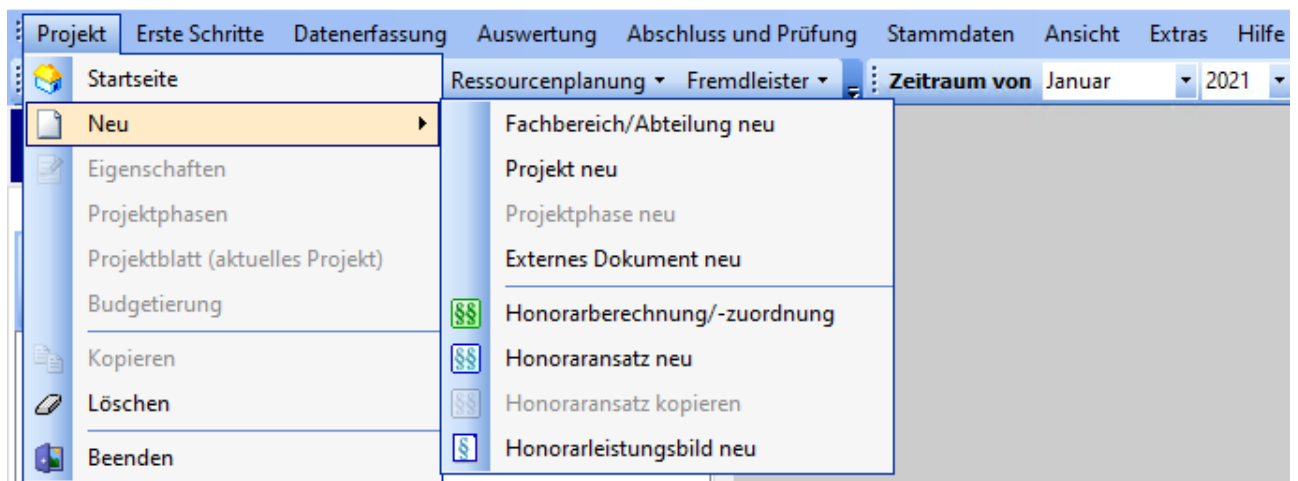 Projekt Erste Schritte Datenerfassung Auswertung Abschluss und Prüfung Stammdaten Ansicht Extras Hilfe
Startseite Ressourcenplanung Fremdleister Zeitraum von Januar 2021
Neu
Eigenschaften
Projektphasen
Projektblatt (aktuelles Projekt)
Budgetierung
Kopieren
Löschen
Beenden
Fachbereich/Abteilung neu
Projekt neu
Projektphase neu
Externes Dokument neu
§§ Honorarberechnung/-zuordnung
§§ Honoraransatz neu
§§ Honoraransatz kopieren
§ Honorarleistungsbild neu